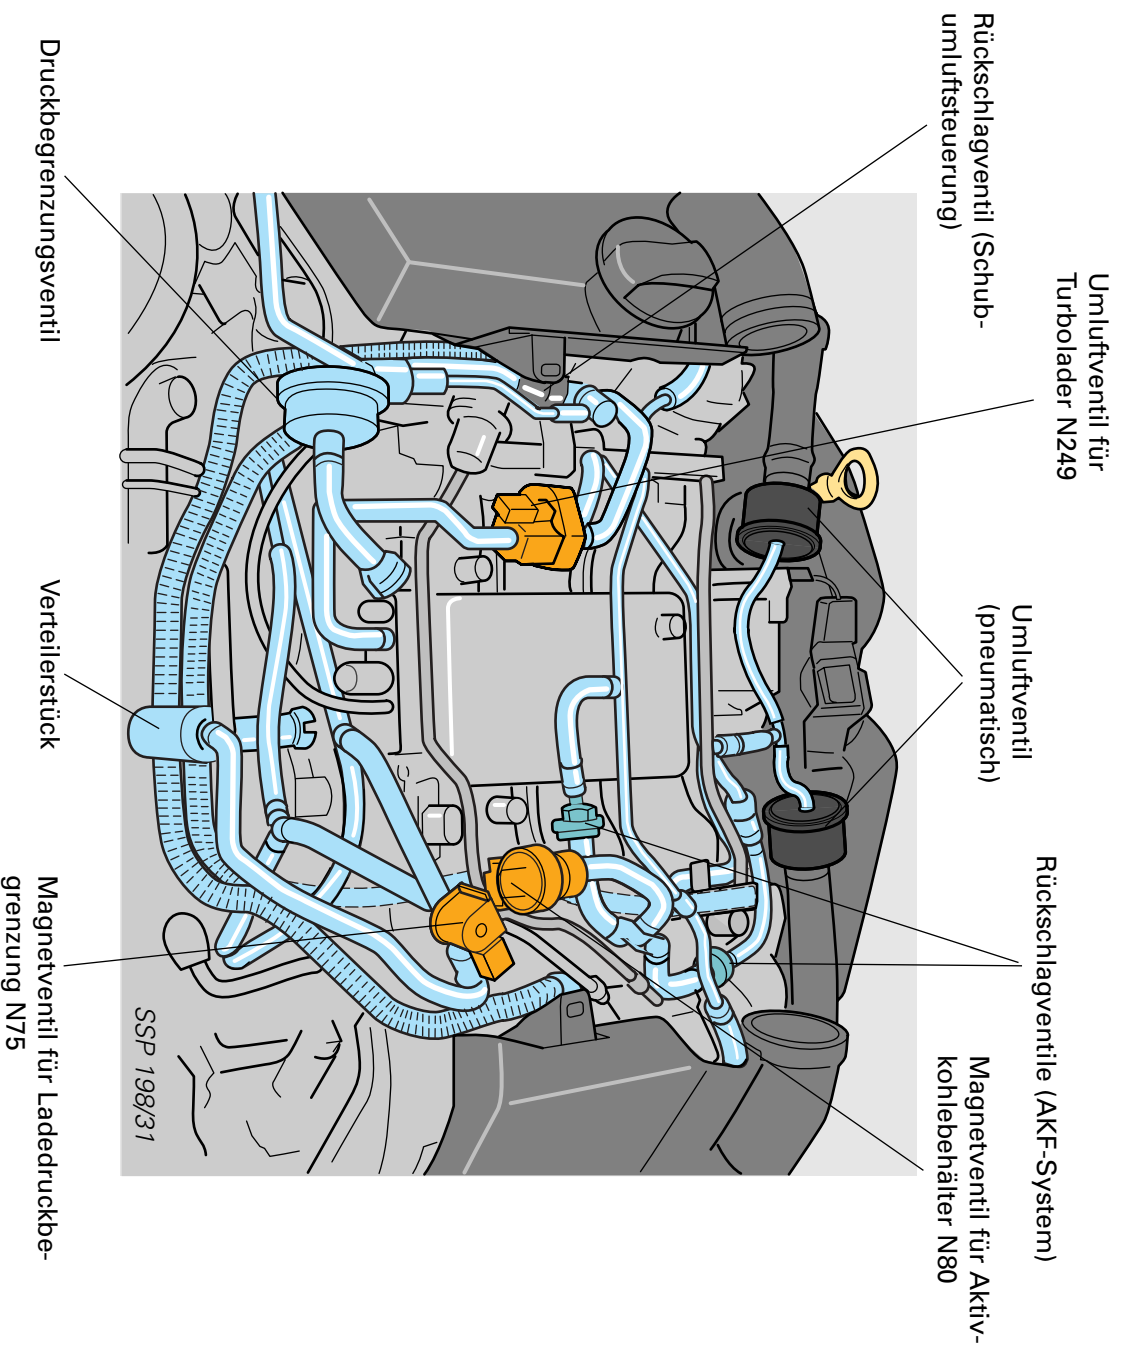 Rückschlagventil (Schub-
umluftsteuerung)
Umluftventil für
Turbolader N249
Umluftventil
(pneumatisch)
Rückschlagventile (AKF-System)
Magnetventil für Aktiv-
kohlebehälter N80
Druckbegrenzungsventil
Verteilerstück
Magnetventil für Ladedruckbe-
grenzung N75
SSP 198/31